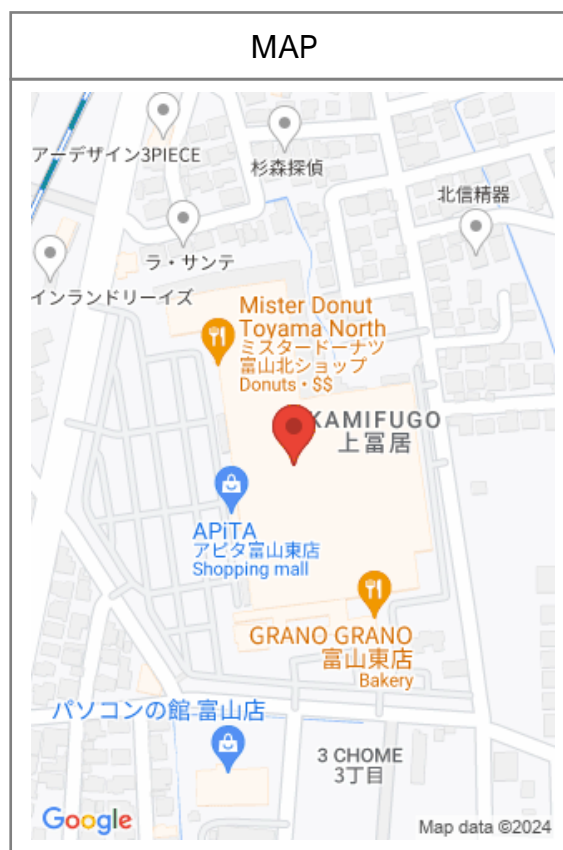 MAP
アーデザイン3PIECE
杉森探偵
北信精器
ラ・サンテ
インランドリーイズ
Mister Donut
Toyama North
ミスタードーナツ
富山北ショップ
Donuts・$$
KAMIFUGO
上冨居
APiTA
アピタ富山東店
Shopping mall
GRANO GRANO
富山東店
Bakery
パソコンの館 富山店
3 CHOME
3丁目
Google
Map data ©2024